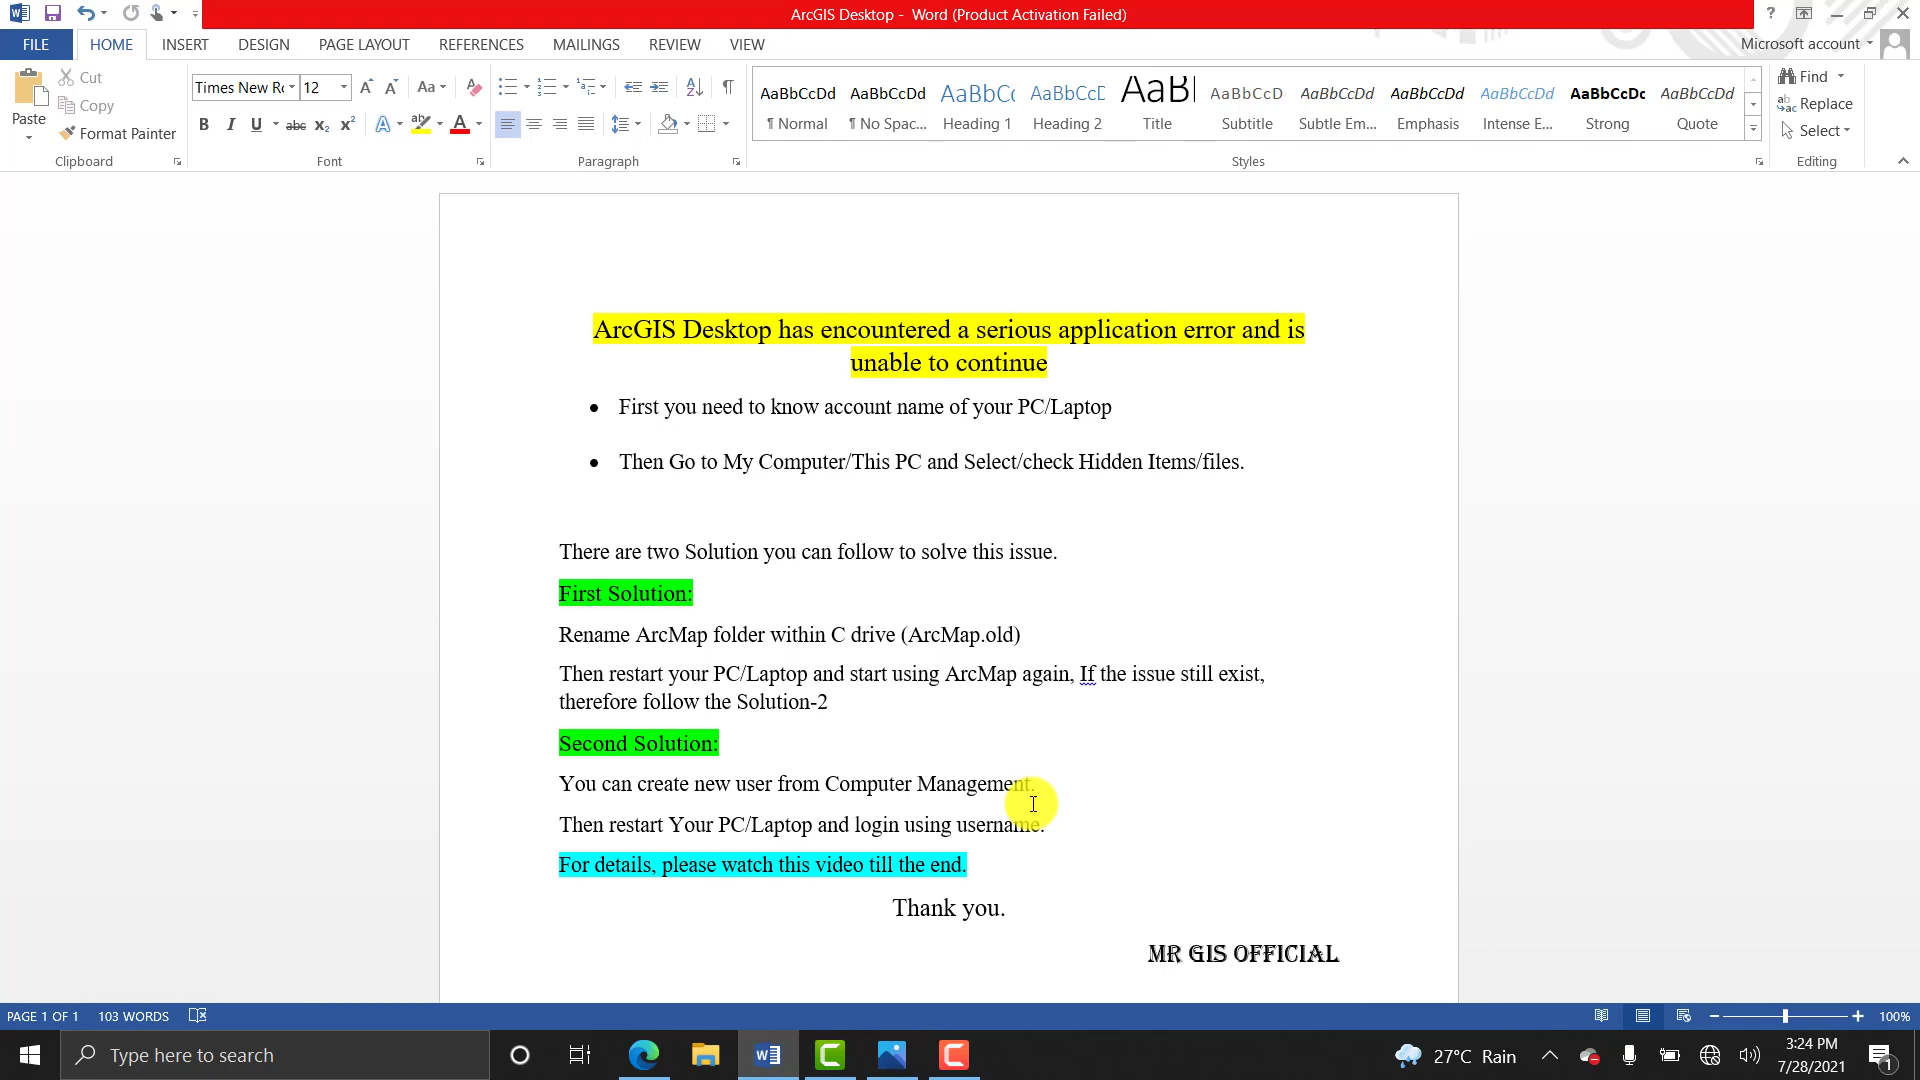 ArcGIS Desktop - Word (Product Activation Failed)
FILE HOME INSERT DESIGN PAGE LAYOUT REFERENCES MAILINGS REVIEW VIEW Microsoft account
Paste
Cut
Copy
Format Painter
Clipboard
Times New Ro 12
Font
Paragraph
AaBbCcDd AaBbCcDd AaBbCc AaBbCcD AaBl AaBbCcD AaBbCcDd AaBbCcDd AaBbCcDd AaBbCcDc AaBbCcDd
¶ Normal ¶ No Spac... Heading 1 Heading 2 Title Subtitle Subtle Em... Emphasis Intense E... Strong Quote
Styles
Find
Replace
Select
Editing
ArcGIS Desktop has encountered a serious application error and is
unable to continue
• First you need to know account name of your PC/Laptop
• Then Go to My Computer/This PC and Select/check Hidden Items/files.
There are two Solution you can follow to solve this issue.
First Solution:
Rename ArcMap folder within C drive (ArcMap.old)
Then restart your PC/Laptop and start using ArcMap again, If the issue still exist,
therefore follow the Solution-2
Second Solution:
You can create new user from Computer Management.
Then restart Your PC/Laptop and login using username.
For details, please watch this video till the end.
Thank you.
MR GIS OFFICIAL
PAGE 1 OF 1 103 WORDS 100%
Type here to search
27°C Rain
3:24 PM
7/28/2021
1